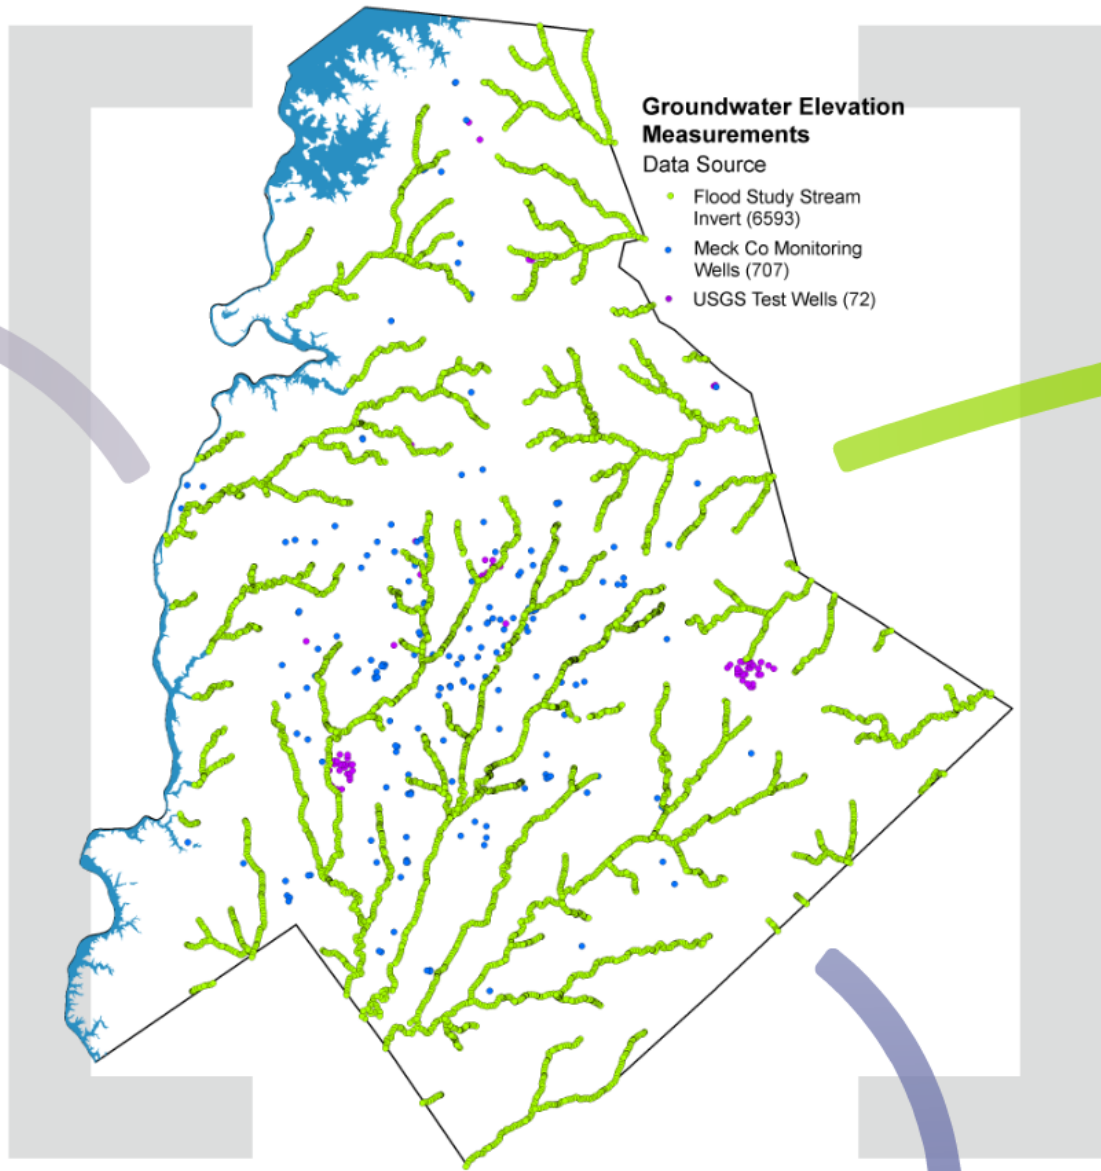 Groundwater Elevation
Measurements
Data Source
Flood Study Stream
Invert (6593)
Meck Co Monitoring
Wells (707)
USGS Test Wells (72)